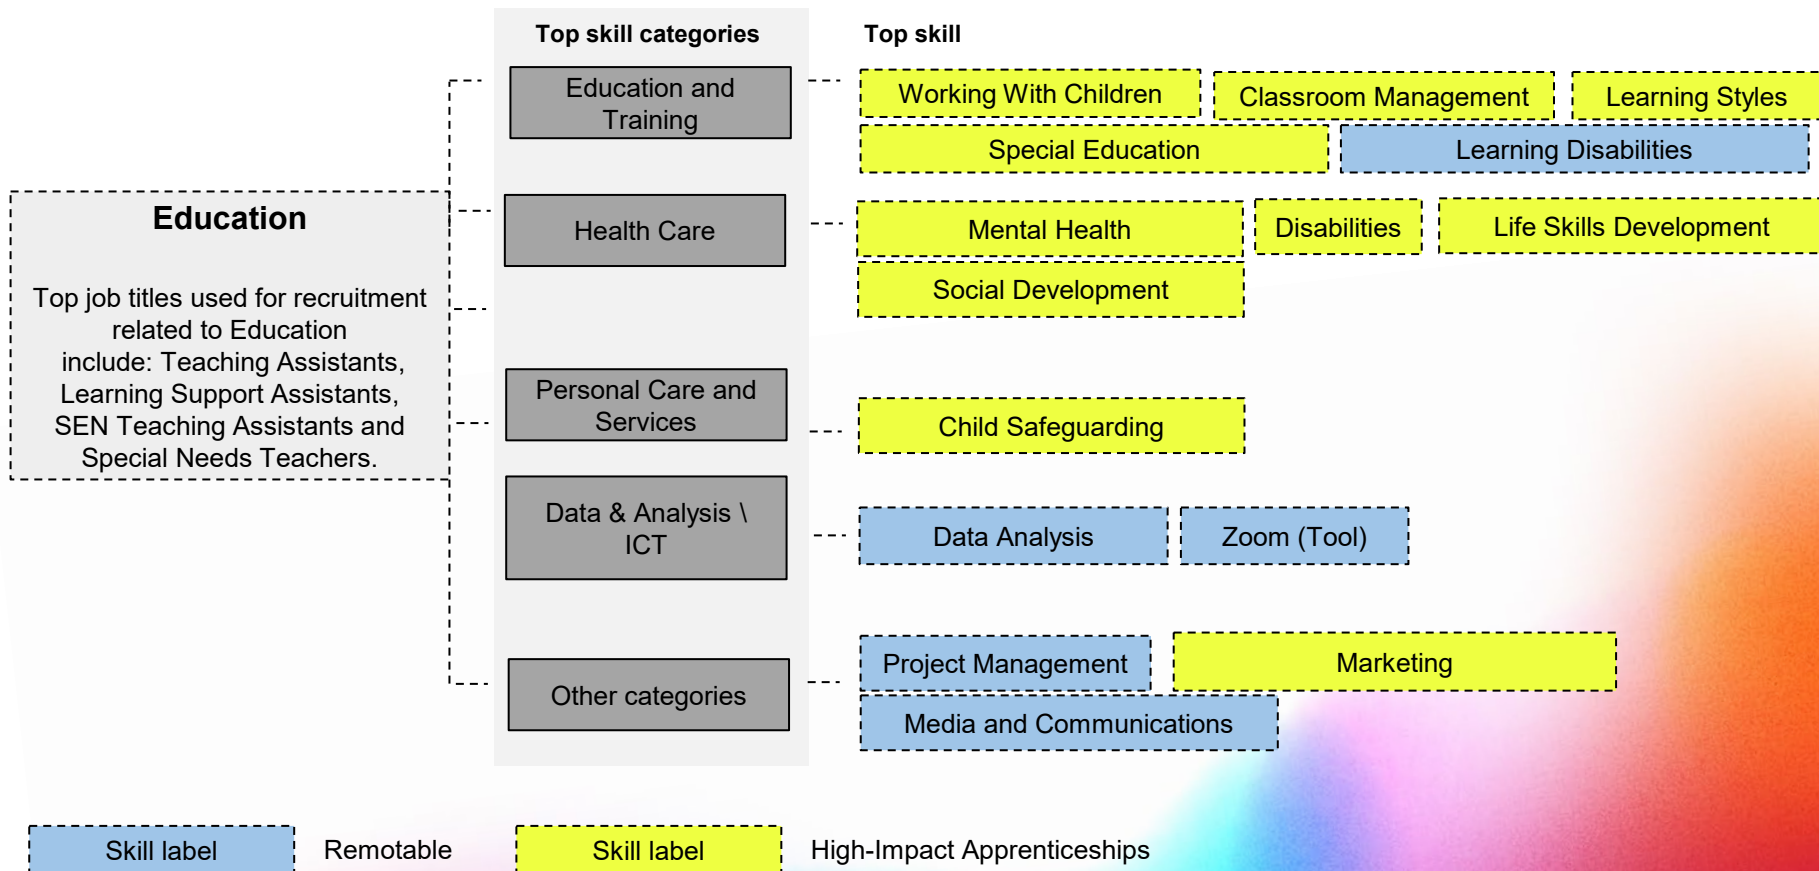 Top skill categories
Top skill
Education and
Training
Working With Children
Classroom Management
Learning Styles
Special Education
Learning Disabilities
Education
Top job titles used for recruitment
related to Education
include: Teaching Assistants,
Learning Support Assistants,
SEN Teaching Assistants and
Special Needs Teachers.
Health Care
Mental Health
Disabilities
Life Skills Development
Social Development
Personal Care and
Services
Child Safeguarding
Data & Analysis \
ICT
Data Analysis
Zoom (Tool)
Other categories
Project Management
Marketing
Media and Communications
Skill label
Remotable
Skill label
High-Impact Apprenticeships